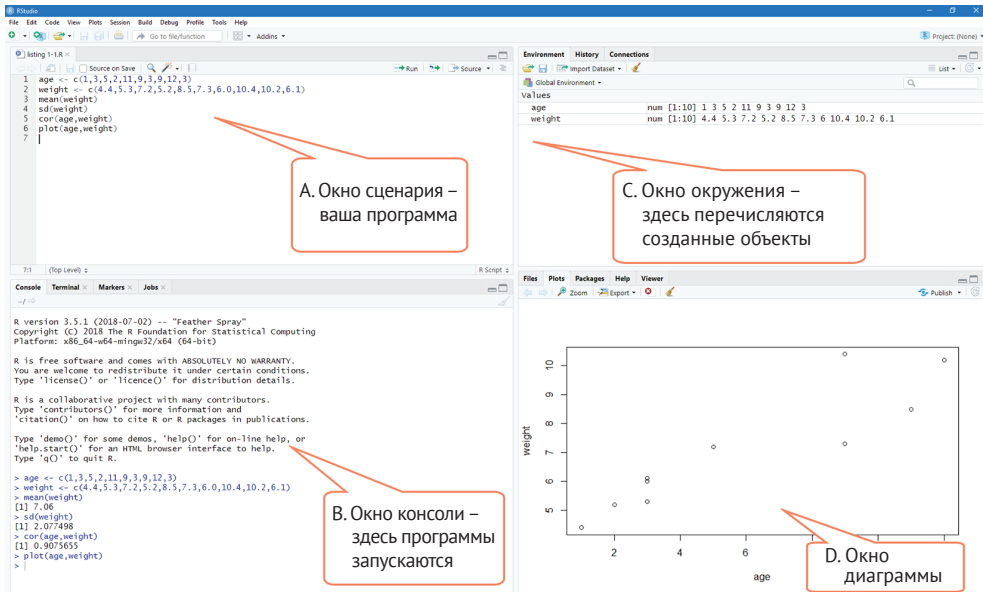 RStudio
File Edit Code View Plots Session Build Debug Profile Tools Help
Go to file/function Addins Project: (None)
listing 1-1.R
Source on Save Run Source
1 age <- c(1,3,5,2,11,9,3,9,12,3)
2 weight <- c(4.4,5.3,7.2,5.2,8.5,7.3,6.0,10.4,10.2,6.1)
3 mean(weight)
4 sd(weight)
5 cor(age,weight)
6 plot(age,weight)
7
А. Окно сценария –
ваша программа
7:1 (Top Level) R Script
Console Terminal Markers Jobs
~/
R version 3.5.1 (2018-07-02) -- "Feather Spray"
Copyright (C) 2018 The R Foundation for Statistical Computing
Platform: x86_64-w64-mingw32/x64 (64-bit)
R is free software and comes with ABSOLUTELY NO WARRANTY.
You are welcome to redistribute it under certain conditions.
Type 'license()' or 'licence()' for distribution details.
R is a collaborative project with many contributors.
Type 'contributors()' for more information and
'citation()' on how to cite R or R packages in publications.
Type 'demo()' for some demos, 'help()' for on-line help, or
'help.start()' for an HTML browser interface to help.
Type 'q()' to quit R.
> age <- c(1,3,5,2,11,9,3,9,12,3)
> weight <- c(4.4,5.3,7.2,5.2,8.5,7.3,6.0,10.4,10.2,6.1)
> mean(weight)
[1] 7.06
> sd(weight)
[1] 2.077498
> cor(age,weight)
[1] 0.9075655
> plot(age,weight)
>
B. Окно консоли –
здесь программы
запускаются
Environment History Connections
Import Dataset List
Global Environment
Values
age num [1:10] 1 3 5 2 11 9 3 9 12 3
weight num [1:10] 4.4 5.3 7.2 5.2 8.5 7.3 6 10.4 10.2 6.1
C. Окно окружения –
здесь перечисляются
созданные объекты
Files Plots Packages Help Viewer
Zoom Export Publish
10
9
8
7
6
5
weight
2 4 6
age
D. Окно
диаграммы